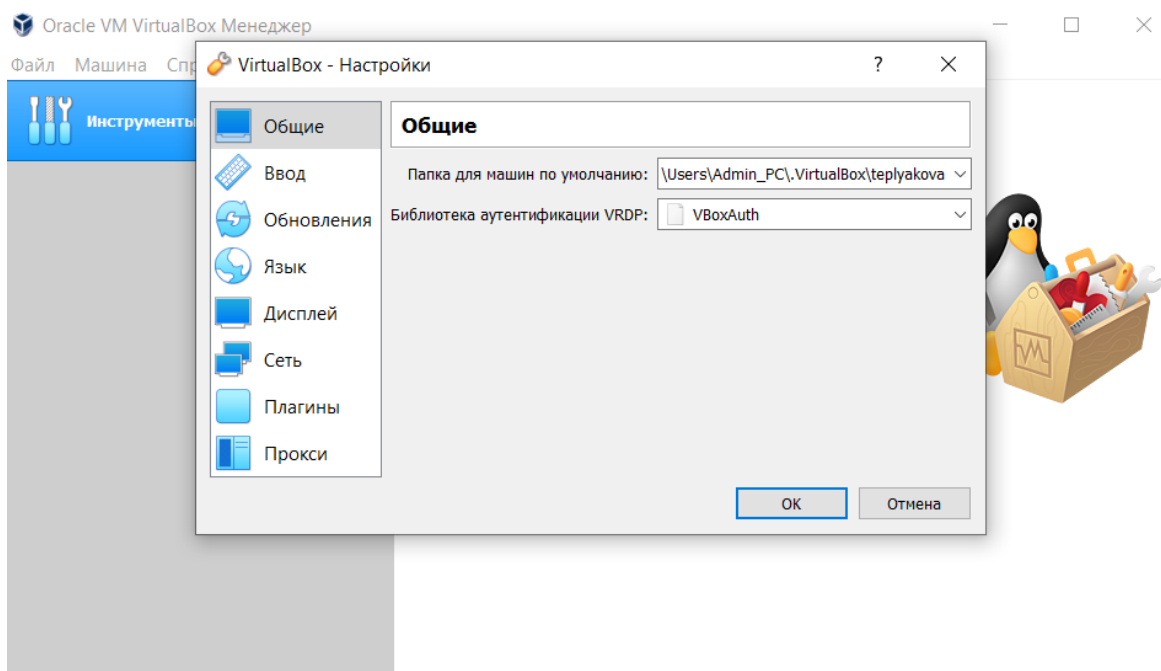 Oracle VM VirtualBox Менеджер
Файл Машина
VirtualBox - Настройки
?
Инструменты
Общие
Ввод
Обновления
Язык
Дисплей
Сеть
Плагины
Прокси
Общие
Папка для машин по умолчанию: \Users\Admin_PC\.VirtualBox\teplyakova
Библиотека аутентификации VRDP: VBoxAuth
OK Отмена